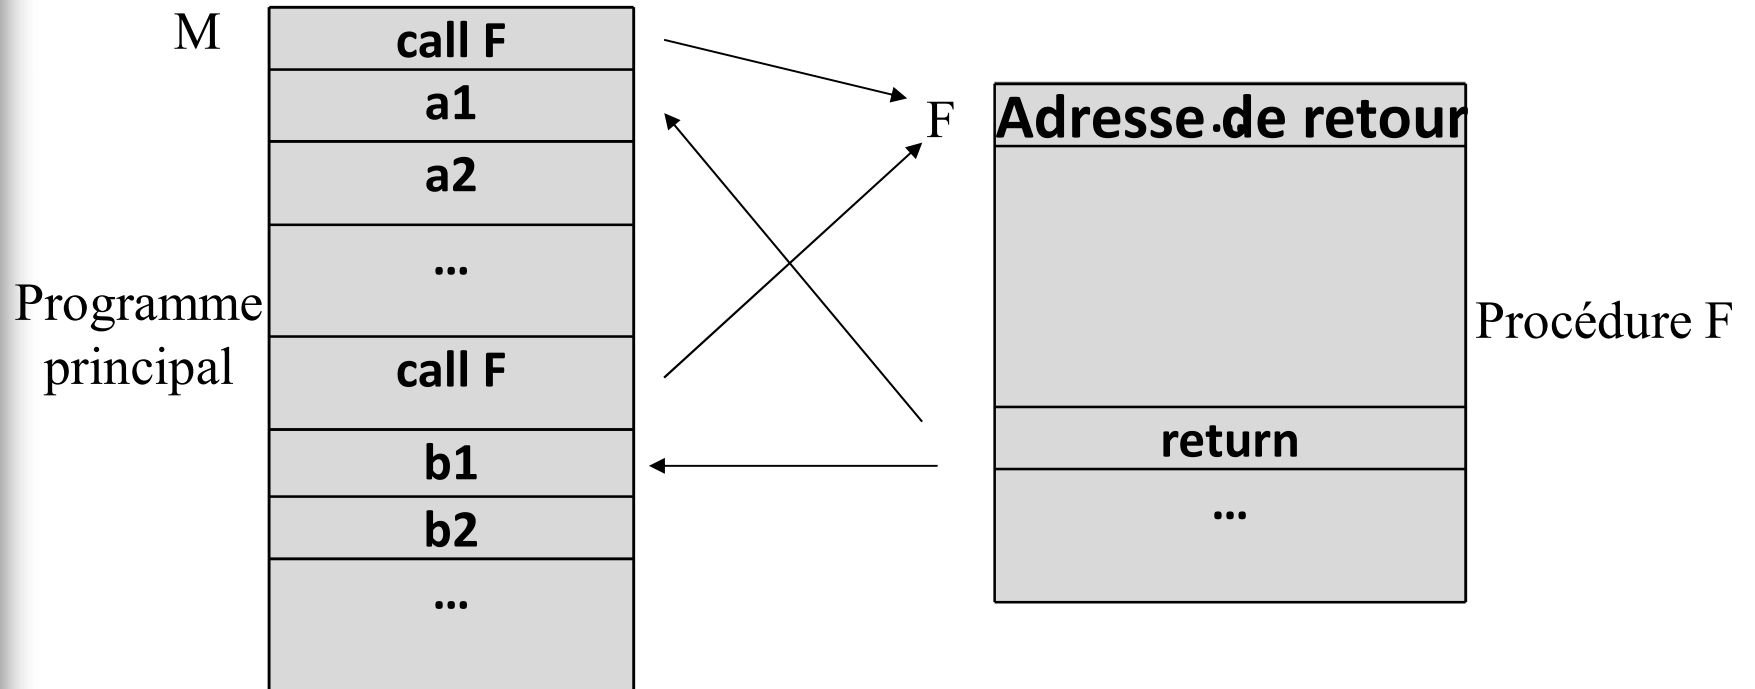 M
call F
a1
a2
...
Programme
principal
call F
b1
b2
...
F
Adresse de retour
...
Procédure F
return
...